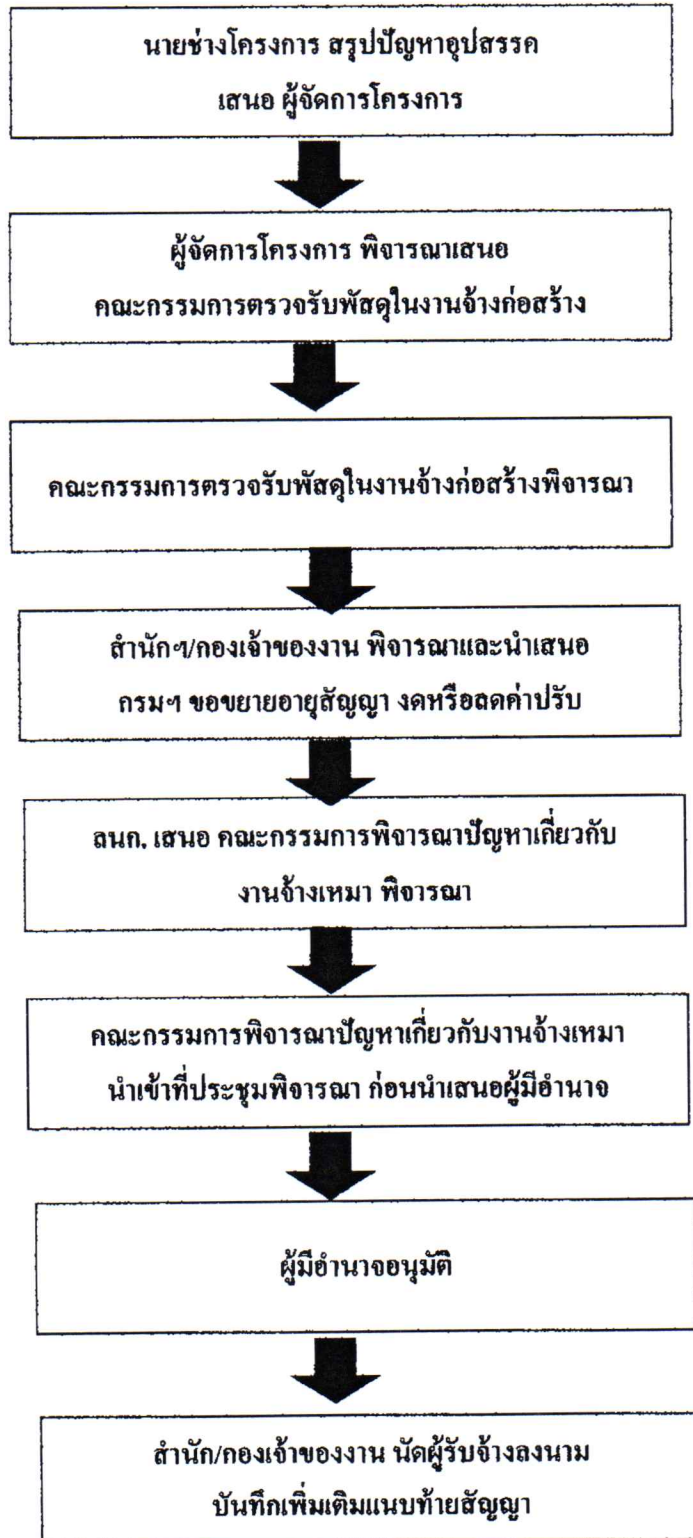 นายช่างโครงการ สรุปปัญหาอุปสรรค
เสนอ ผู้จัดการโครงการ
ผู้จัดการโครงการ พิจารณาเสนอ
คณะกรรมการตรวจรับพัสดุในงานจ้างก่อสร้าง
คณะกรรมการตรวจรับพัสดุในงานจ้างก่อสร้างพิจารณา
สำนักฯ/กองเจ้าของงาน พิจารณาและนำเสนอ
กรมฯ ขอขยายอายุสัญญา งดหรือลดค่าปรับ
ลนก. เสนอ คณะกรรมการพิจารณาปัญหาเกี่ยวกับ
งานจ้างเหมา พิจารณา
คณะกรรมการพิจารณาปัญหาเกี่ยวกับงานจ้างเหมา
นำเข้าที่ประชุมพิจารณา ก่อนนำเสนอผู้มีอำนาจ
ผู้มีอำนาจอนุมัติ
สำนัก/กองเจ้าของงาน นัดผู้รับจ้างลงนาม
บันทึกเพิ่มเติมแนบท้ายสัญญา